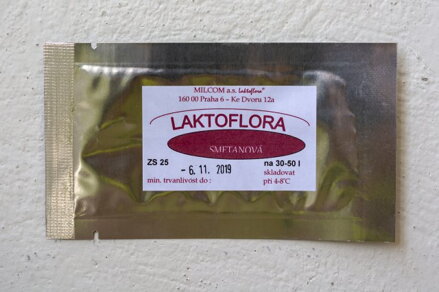 MILCOM a.s. Laktoflora®
160 00 Praha 6 – Ke Dvoru 12a
LAKTOFLORA
SMETANOVÁ
ZS 25 - 6. 11. 2019 na 30-50 l
min. trvanlivost do : skladovat
při 4-8°C